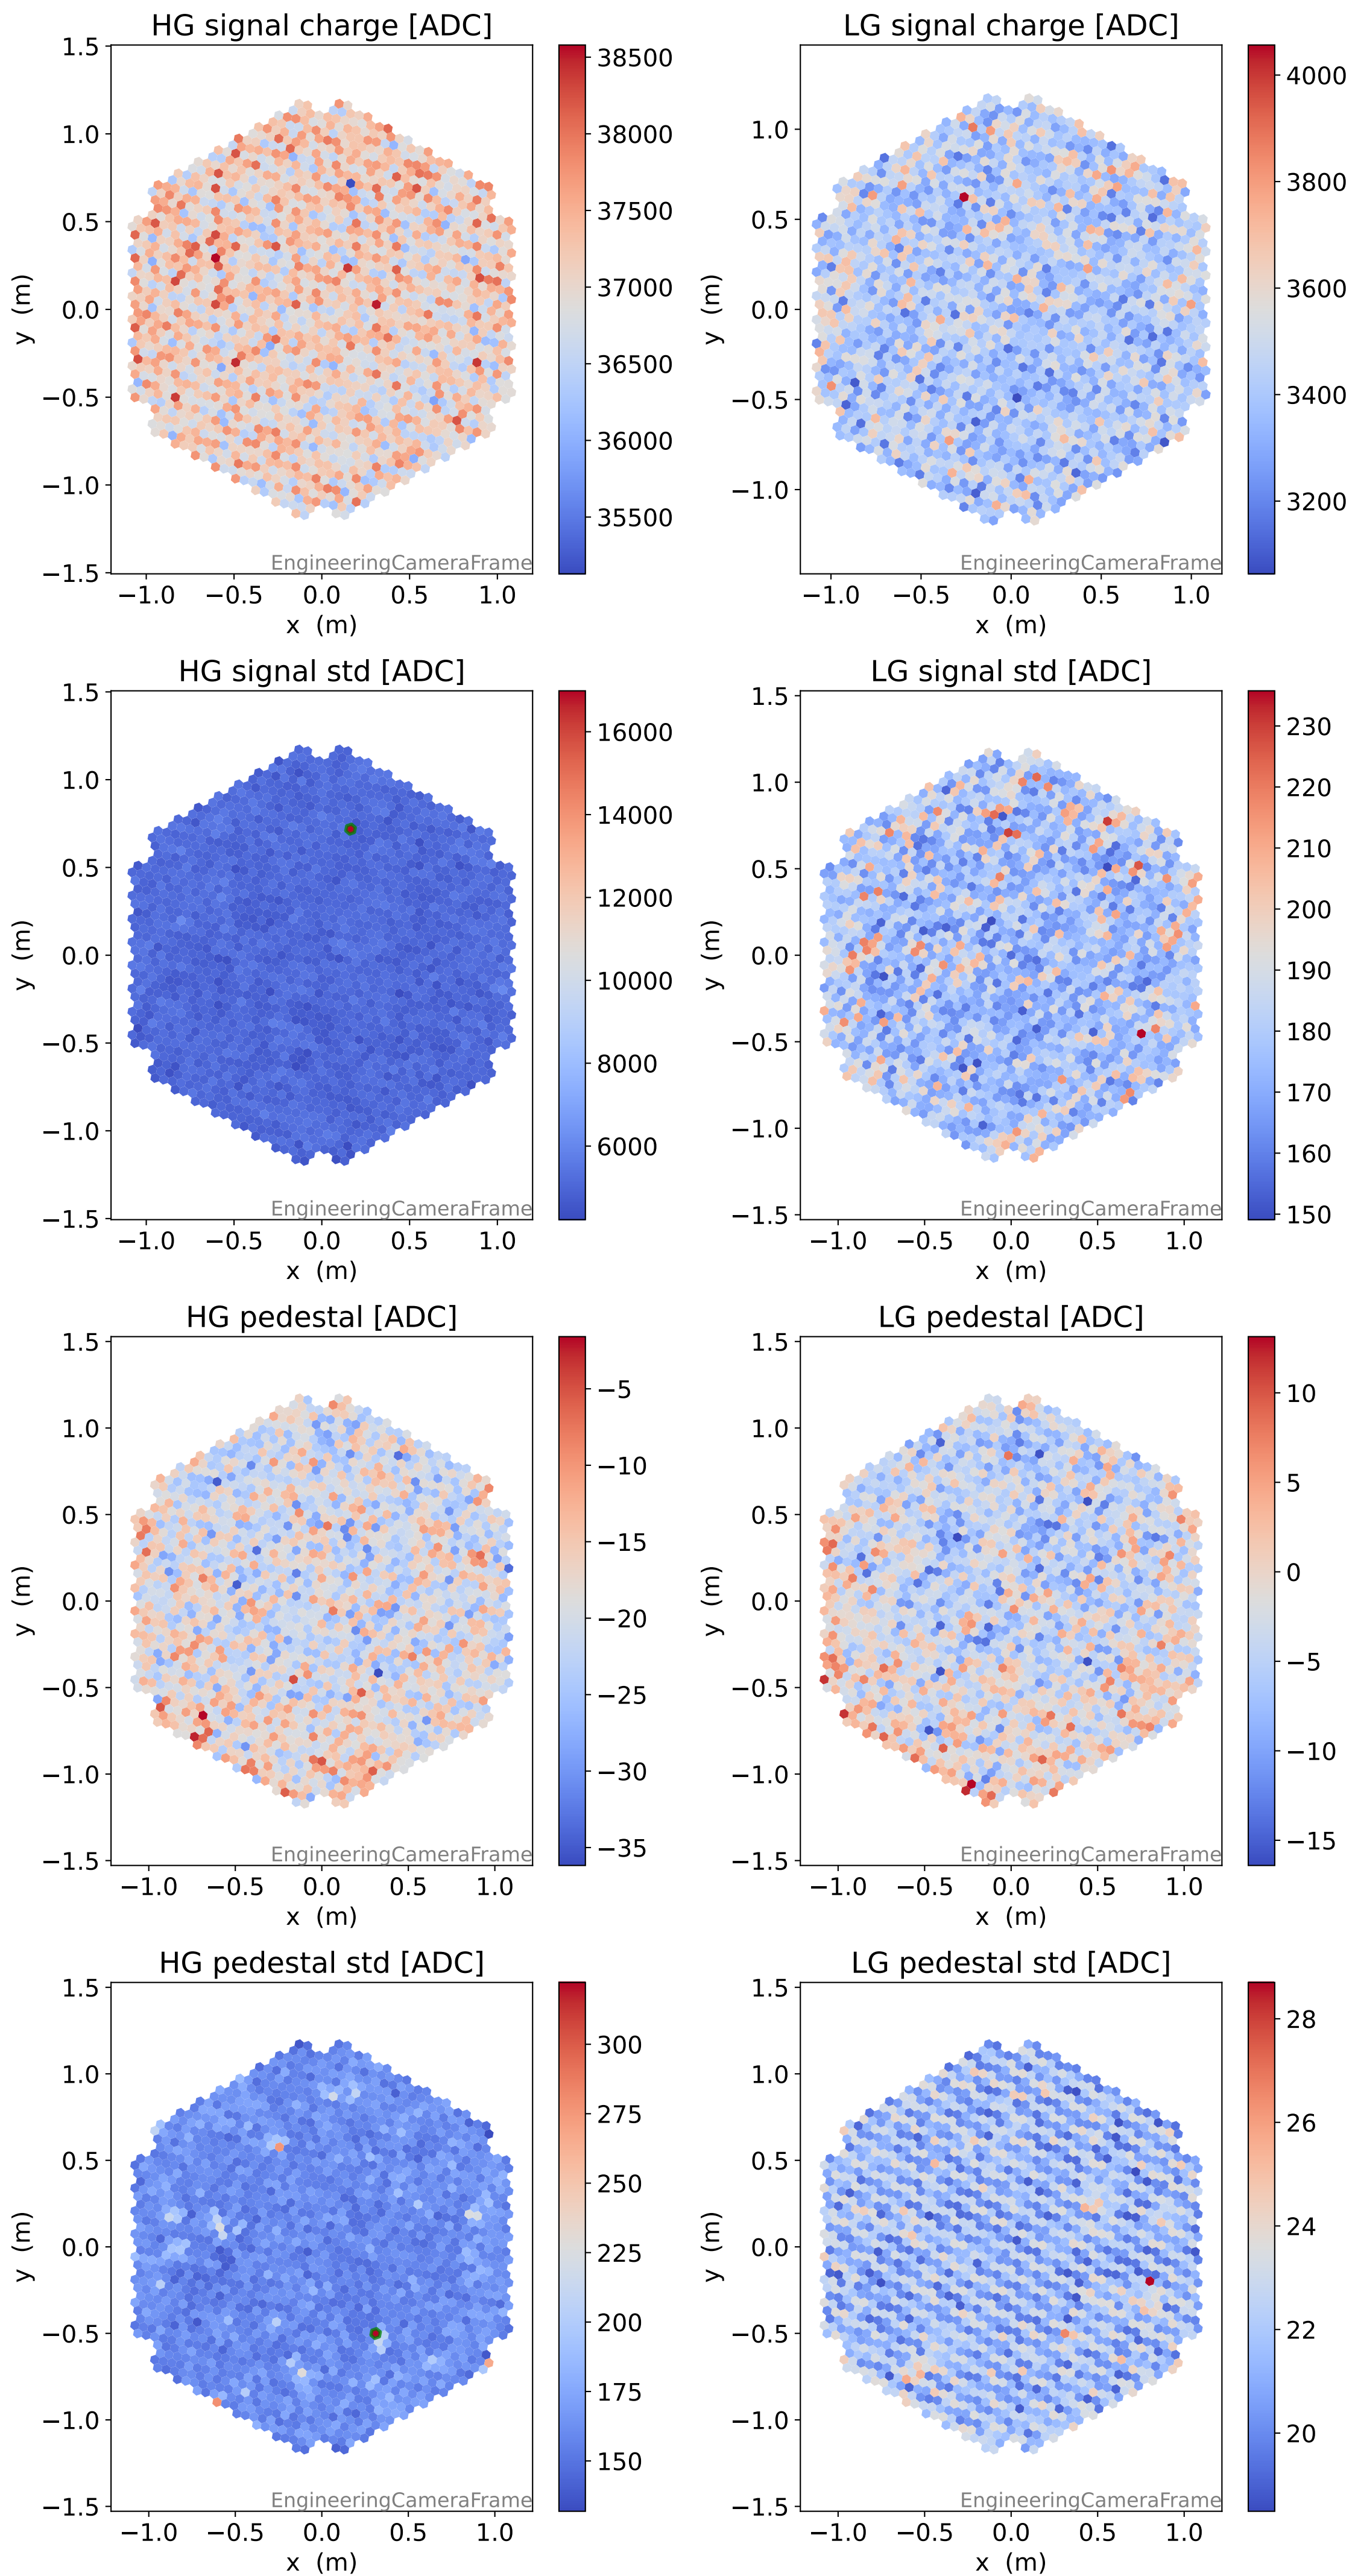 HG signal charge [ADC]
1.5
1.0
0.5
0.0
−0.5
−1.0
−1.5
y (m)
−1.0 −0.5 0.0 0.5 1.0
x (m)
EngineeringCameraFrame
38500
38000
37500
37000
36500
36000
35500
LG signal charge [ADC]
1.0
0.5
0.0
−0.5
−1.0
y (m)
−1.0 −0.5 0.0 0.5 1.0
x (m)
EngineeringCameraFrame
4000
3800
3600
3400
3200
HG signal std [ADC]
1.5
1.0
0.5
0.0
−0.5
−1.0
−1.5
y (m)
−1.0 −0.5 0.0 0.5 1.0
x (m)
EngineeringCameraFrame
16000
14000
12000
10000
8000
6000
LG signal std [ADC]
1.5
1.0
0.5
0.0
−0.5
−1.0
−1.5
y (m)
−1.0 −0.5 0.0 0.5 1.0
x (m)
EngineeringCameraFrame
230
220
210
200
190
180
170
160
150
HG pedestal [ADC]
1.5
1.0
0.5
0.0
−0.5
−1.0
−1.5
y (m)
−1.0 −0.5 0.0 0.5 1.0
x (m)
EngineeringCameraFrame
−5
−10
−15
−20
−25
−30
−35
LG pedestal [ADC]
1.5
1.0
0.5
0.0
−0.5
−1.0
−1.5
y (m)
−1.0 −0.5 0.0 0.5 1.0
x (m)
EngineeringCameraFrame
10
5
0
−5
−10
−15
HG pedestal std [ADC]
1.5
1.0
0.5
0.0
−0.5
−1.0
−1.5
y (m)
−1.0 −0.5 0.0 0.5 1.0
x (m)
EngineeringCameraFrame
300
275
250
225
200
175
150
LG pedestal std [ADC]
1.5
1.0
0.5
0.0
−0.5
−1.0
−1.5
y (m)
−1.0 −0.5 0.0 0.5 1.0
x (m)
EngineeringCameraFrame
28
26
24
22
20